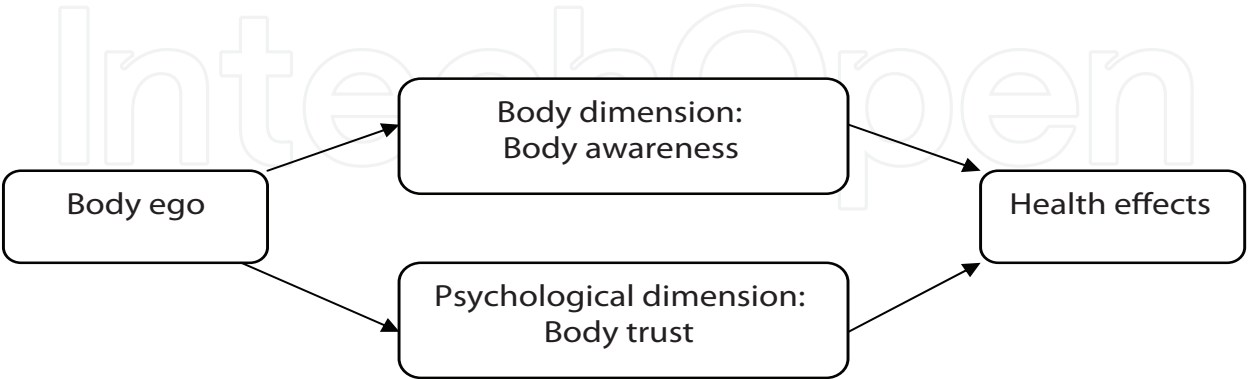 IntechOpen
Body dimension:
Body awareness
Body ego
Health effects
Psychological dimension:
Body trust